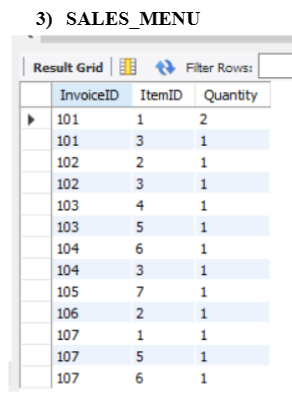 3) SALES_MENU
Result Grid Filter Rows:
InvoiceID ItemID Quantity
101 1 2
101 3 1
102 2 1
102 3 1
103 4 1
103 5 1
104 6 1
104 3 1
105 7 1
106 2 1
107 1 1
107 5 1
107 6 1